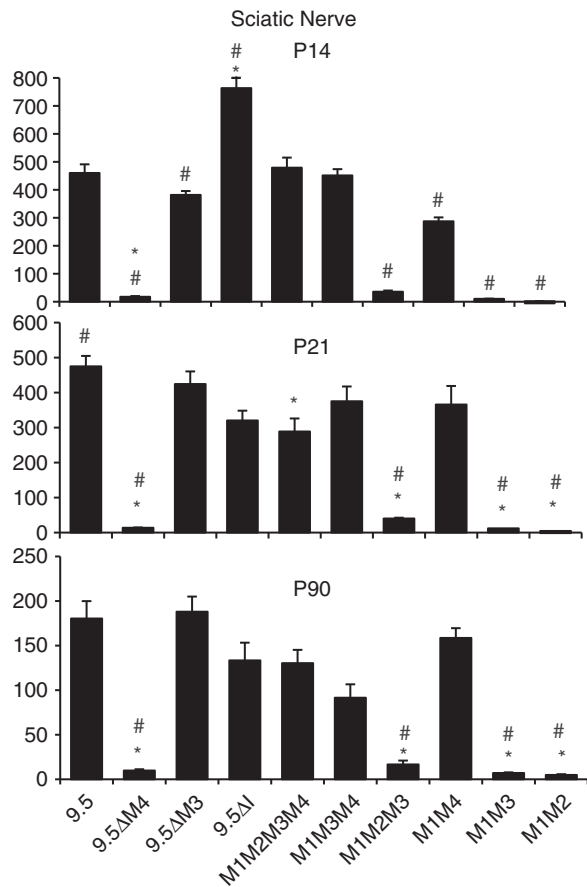 Sciatic Nerve
P14
800
700
600
500
400
300
200
100
0
# * * # # # # # # #
P21
600
500
400
300
200
100
0
# # * * # * # * # *
P90
250
200
150
100
50
0
# * # * # * # *
9.5
9.5ΔM4
9.5ΔM3
9.5ΔI
M1M2M3M4
M1M3M4
M1M2M3
M1M4
M1M3
M1M2